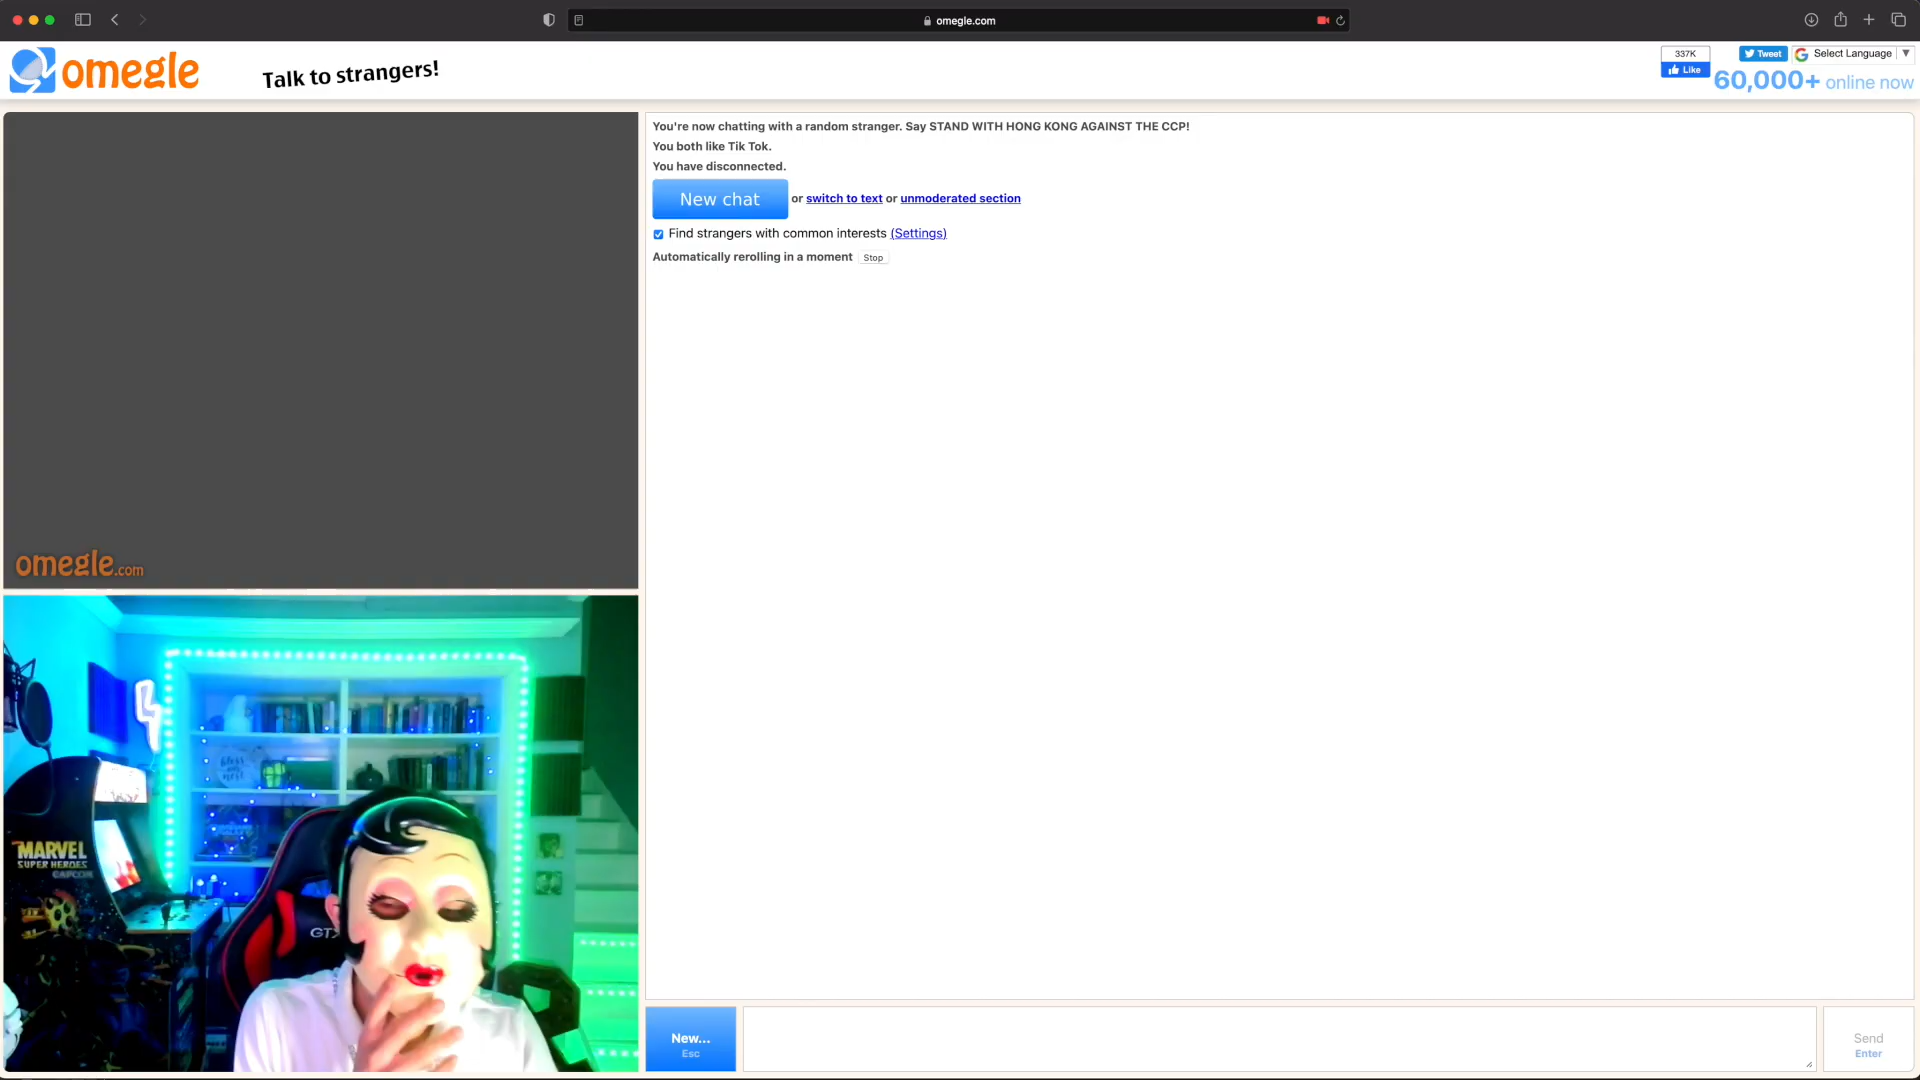 omegle.com
omegle
Talk to strangers!
337K
Like
Tweet
Select Language
60,000+ online now
You're now chatting with a random stranger. Say STAND WITH HONG KONG AGAINST THE CCP!
You both like Tik Tok.
You have disconnected.
New chat or switch to text or unmoderated section
Find strangers with common interests (Settings)
Automatically rerolling in a moment Stop
omegle.com
MARVEL
SUPER HEROES
CAPCOM
GTX
New...
Esc
Send
Enter